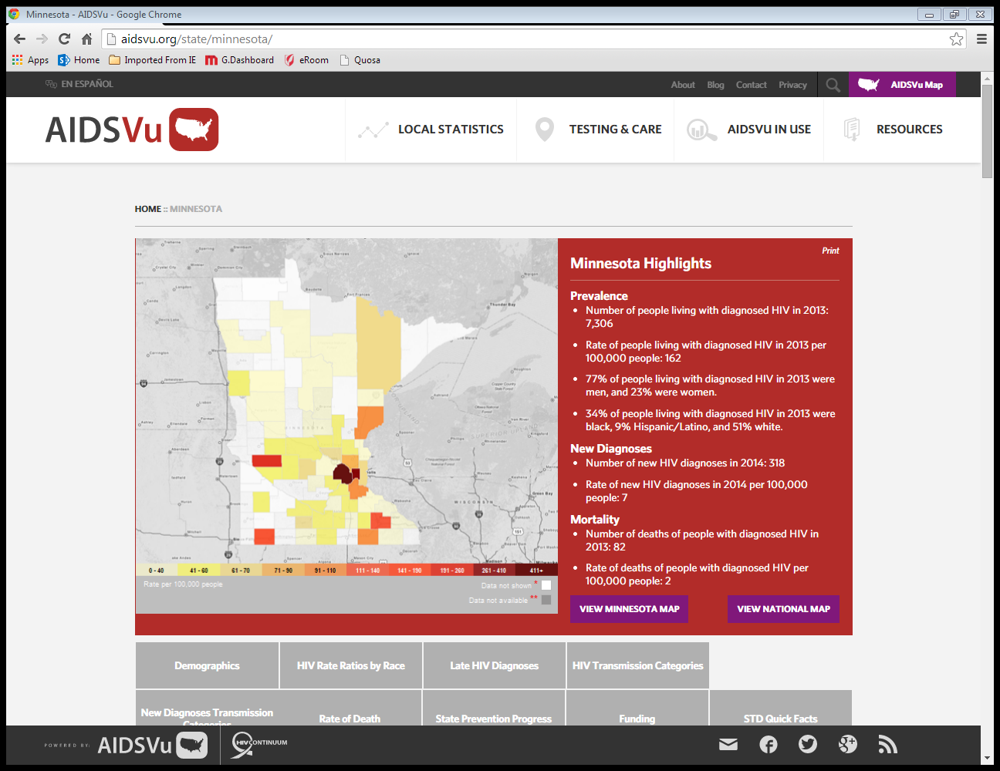 Minnesota - AIDSVu - Google Chrome
aidsvu.org/state/minnesota/
Apps Home Imported From IE G.Dashboard eRoom Quosa
EN ESPAÑOL About Blog Contact Privacy AIDSVu Map
AIDSVu LOCAL STATISTICS TESTING & CARE AIDSVU IN USE RESOURCES
HOME :: MINNESOTA
Print
Minnesota Highlights
Prevalence
• Number of people living with diagnosed HIV in 2013:
7,306
• Rate of people living with diagnosed HIV in 2013 per
100,000 people: 162
• 77% of people living with diagnosed HIV in 2013 were
men, and 23% were women.
• 34% of people living with diagnosed HIV in 2013 were
black, 9% Hispanic/Latino, and 51% white.
New Diagnoses
• Number of new HIV diagnoses in 2014: 318
• Rate of new HIV diagnoses in 2014 per 100,000
people: 7
Mortality
• Number of deaths of people with diagnosed HIV in
2013: 82
• Rate of deaths of people with diagnosed HIV per
100,000 people: 2
VIEW MINNESOTA MAP VIEW NATIONAL MAP
Thunder Bay
WISCONSIN
Green Bay
0 - 40 41 - 60 61 - 70 71 - 90 91 - 110 111 - 140 141 - 190 191 - 260 261 - 410 411+
Rate per 100,000 people
Data not shown *
Data not available **
Demographics HIV Rate Ratios by Race Late HIV Diagnoses HIV Transmission Categories
New Diagnoses Transmission
Categories Rate of Death State Prevention Progress Funding STD Quick Facts
POWERED BY: AIDSVu HIVCONTINUUM